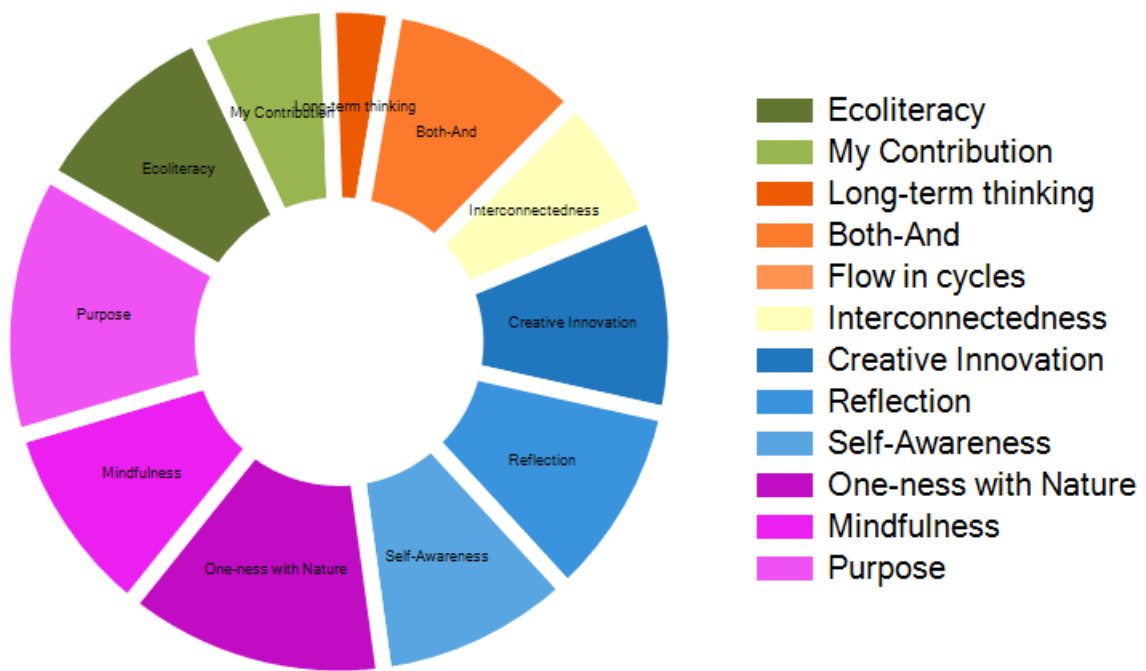 Long-term thinking
My Contribution
Both-And
Ecoliteracy
Interconnectedness
Purpose
Creative Innovation
Mindfulness
Reflection
One-ness with Nature
Self-Awareness
Ecoliteracy
My Contribution
Long-term thinking
Both-And
Flow in cycles
Interconnectedness
Creative Innovation
Reflection
Self-Awareness
One-ness with Nature
Mindfulness
Purpose